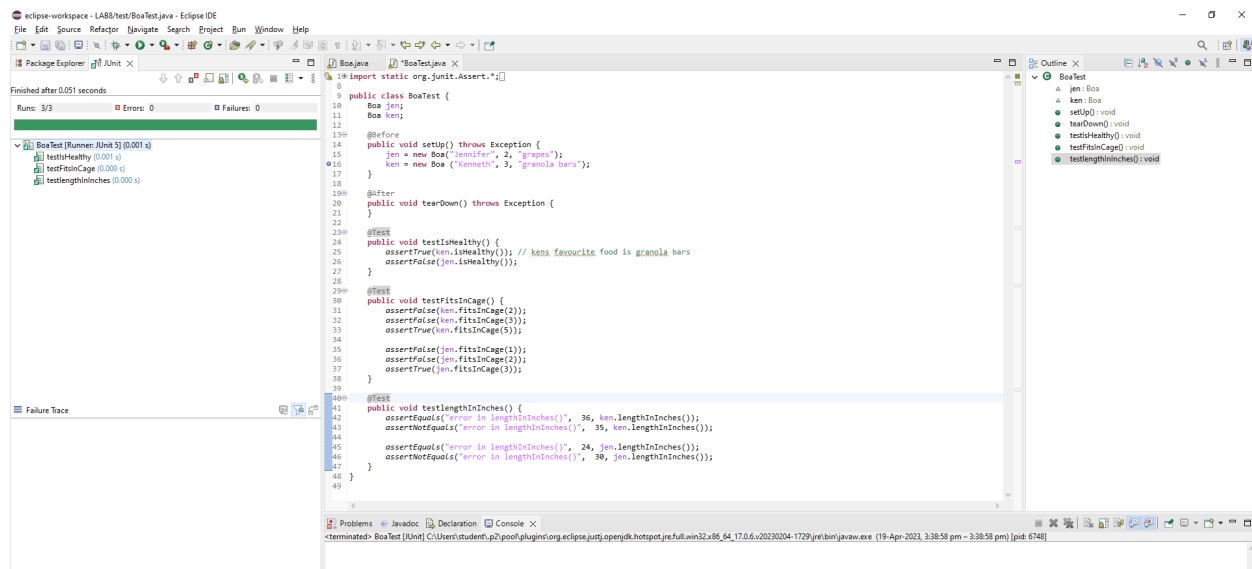 eclipse-workspace - LAB8/test/BoaTest.java - Eclipse IDE
File Edit Source Refactor Navigate Search Project Run Window Help
Package Explorer JUnit
Finished after 0.051 seconds
Runs: 3/3 Errors: 0 Failures: 0
BoaTest [Runner: JUnit 5] (0.001 s)
testIsHealthy (0.001 s)
testFitsInCage (0.000 s)
testlengthInInches (0.000 s)
Failure Trace
Boa.java *BoaTest.java
1 import static org.junit.Assert.*;
8
9 public class BoaTest {
10 Boa jen;
11 Boa ken;
12
13 @Before
14 public void setUp() throws Exception {
15 jen = new Boa("Jennifer", 2, "grapes");
16 ken = new Boa ("Kenneth", 3, "granola bars");
17 }
18
19 @After
20 public void tearDown() throws Exception {
21 }
22
23 @Test
24 public void testIsHealthy() {
25 assertTrue(ken.isHealthy()); // kens favourite food is granola bars
26 assertFalse(jen.isHealthy());
27 }
28
29 @Test
30 public void testFitsInCage() {
31 assertFalse(ken.fitsInCage(2));
32 assertFalse(ken.fitsInCage(3));
33 assertTrue(ken.fitsInCage(5));
34
35 assertFalse(jen.fitsInCage(1));
36 assertFalse(jen.fitsInCage(2));
37 assertTrue(jen.fitsInCage(3));
38 }
39
40 @Test
41 public void testlengthInInches() {
42 assertEquals("error in lengthInInches()", 36, ken.lengthInInches());
43 assertNotEquals("error in lengthInInches()", 35, ken.lengthInInches());
44
45 assertEquals("error in lengthInInches()", 24, jen.lengthInInches());
46 assertNotEquals("error in lengthInInches()", 30, jen.lengthInInches());
47 }
48 }
49
Outline
BoaTest
jen : Boa
ken : Boa
setUp() : void
tearDown() : void
testIsHealthy() : void
testFitsInCage() : void
testlengthInInches() : void
Problems Javadoc Declaration Console
<terminated> BoaTest [JUnit] C:\Users\student\.p2\pool\plugins\org.eclipse.justj.openjdk.hotspot.jre.full.win32.x86_64_17.0.6.v20230204-1729\jre\bin\javaw.exe (19-Apr-2023, 3:38:58 pm – 3:38:58 pm) [pid: 6748]